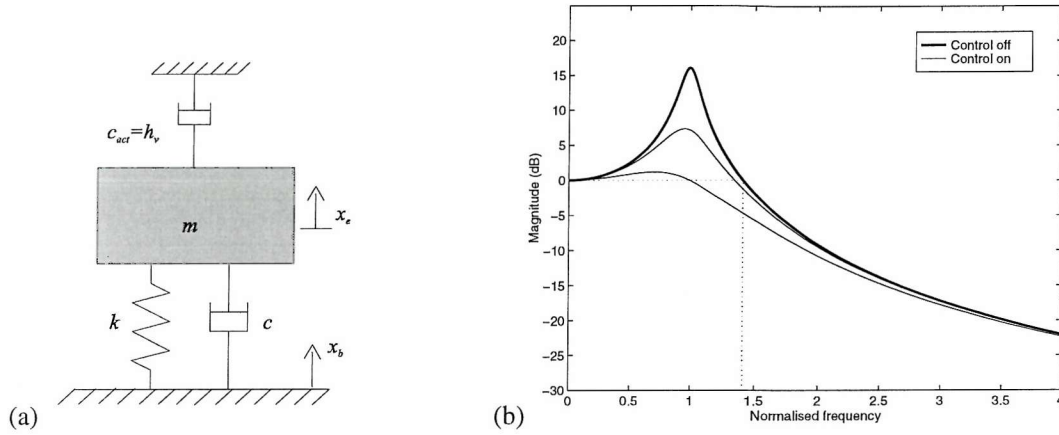 c_act=h_v
m
x_e
k
c
x_b
(a)
Control off
Control on
Magnitude (dB)
20
15
10
5
0
−5
−10
−15
−20
−25
−30
0
0.5
1
1.5
2
2.5
3
3.5
4
Normalised frequency
(b)